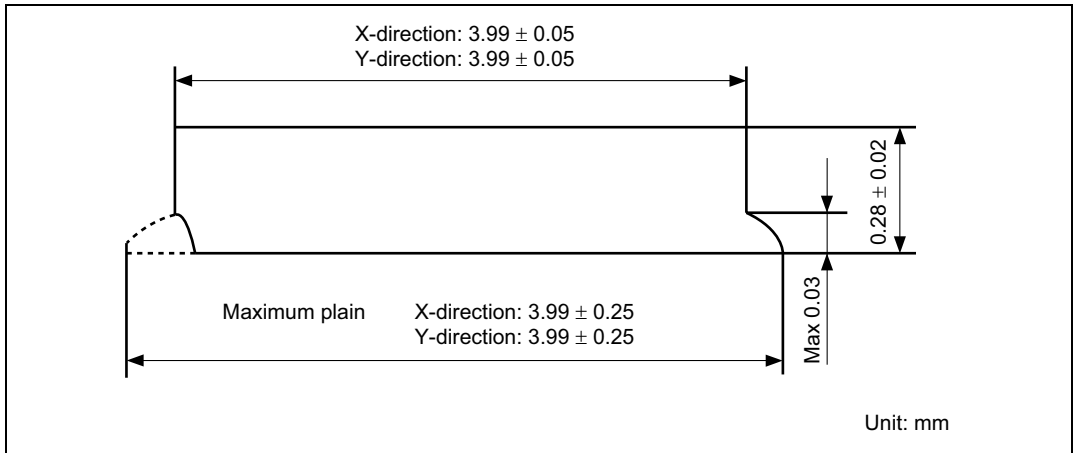 X-direction: 3.99 ± 0.05
Y-direction: 3.99 ± 0.05
0.28 ± 0.02
Max 0.03
Maximum plain X-direction: 3.99 ± 0.25
Y-direction: 3.99 ± 0.25
Unit: mm